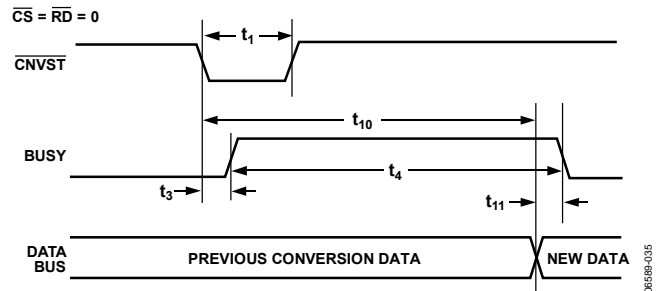 CS = RD = 0
CNVST
t1
t10
BUSY
t4
t3
t11
DATA BUS
PREVIOUS CONVERSION DATA
NEW DATA
06589-035